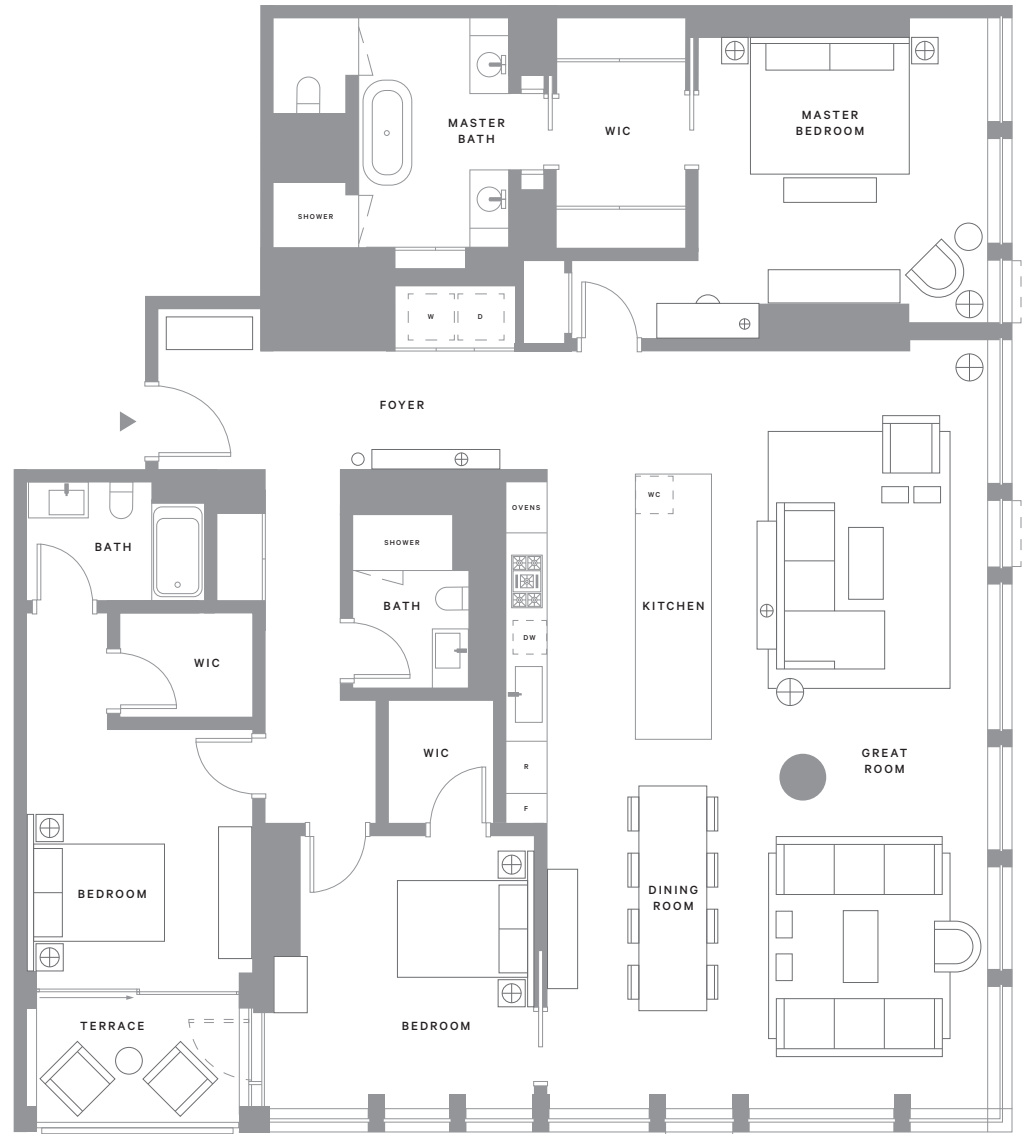 MASTER
BATH
WIC
MASTER
BEDROOM
SHOWER
W
D
FOYER
OVENS
WC
SHOWER
BATH
BATH
KITCHEN
DW
WIC
WIC
GREAT
ROOM
R
F
BEDROOM
DINING
ROOM
TERRACE
BEDROOM